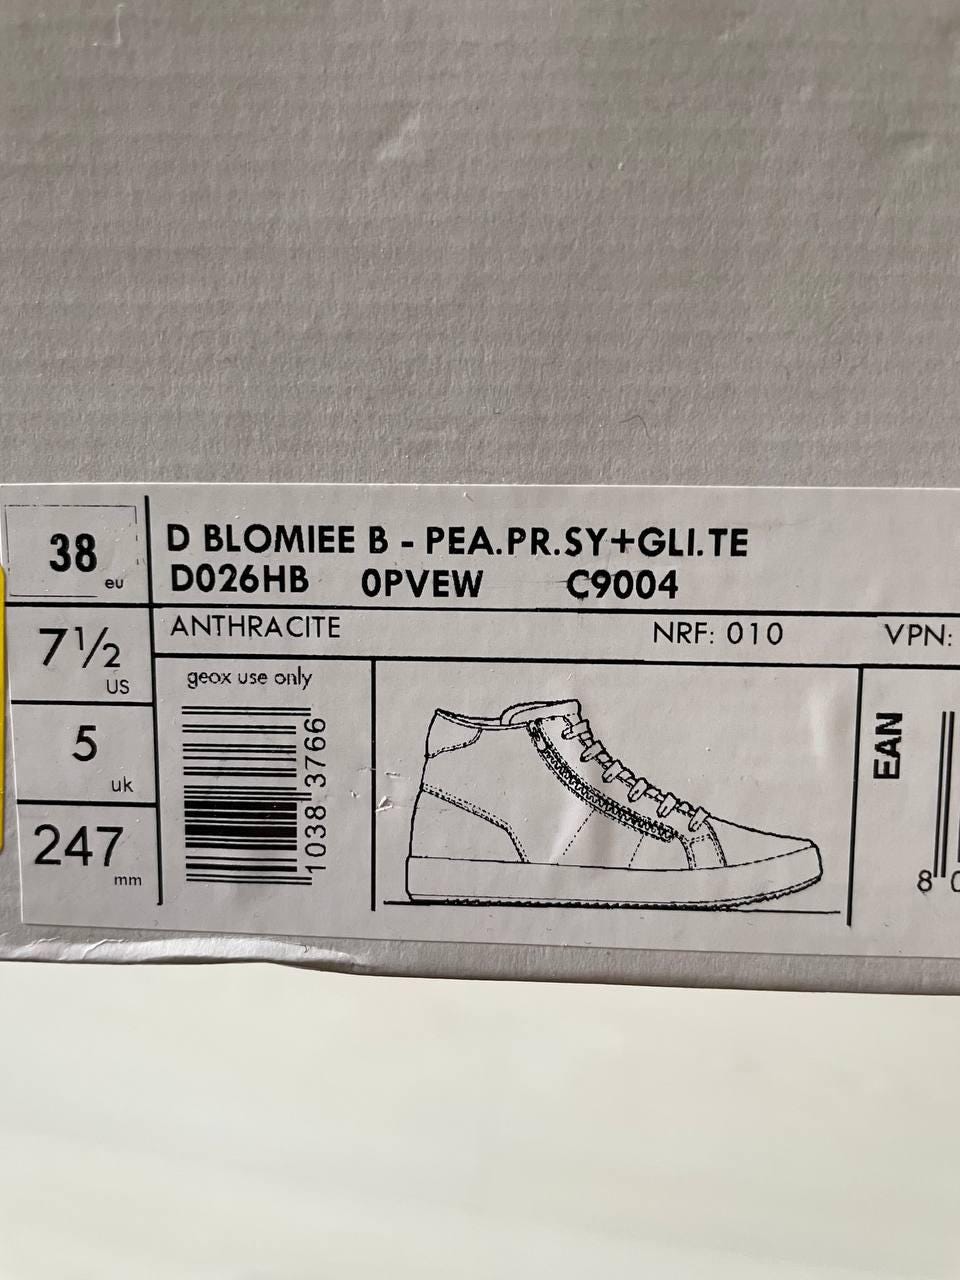 38 eu
D BLOMIEE B - PEA.PR.SY+GLI.TE
D026HB 0PVEW C9004
7½ US
ANTHRACITE NRF: 010 VPN:
geox use only
5 uk
247 mm
1038 3766
EAN
8